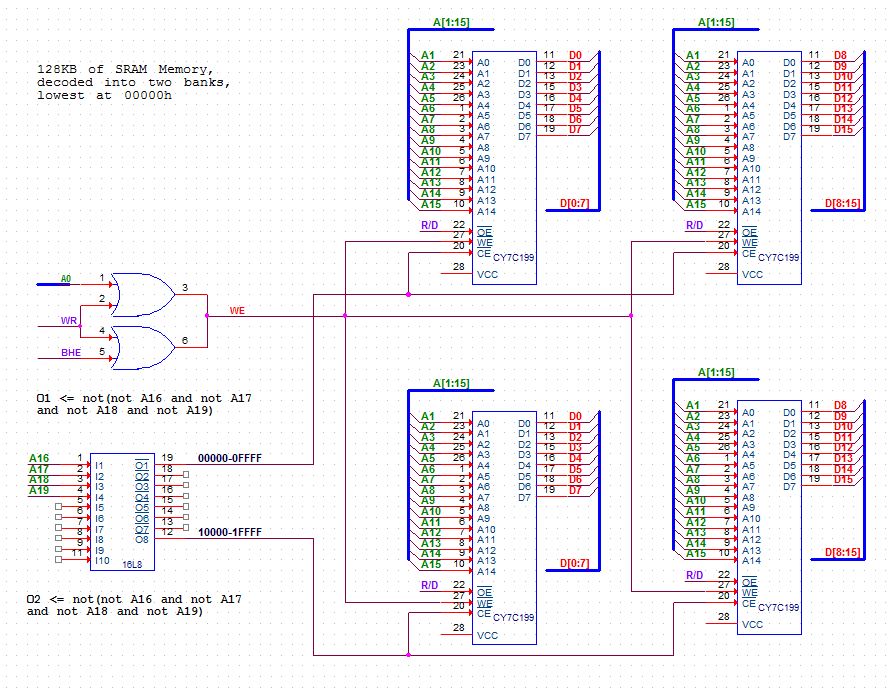 128KB of SRAM Memory,
decoded into two banks,
lowest at 00000h
A[1:15]
A1 21 A0 D0 11 D0
A2 23 A1 D1 12 D1
A3 24 A2 D2 13 D2
A4 25 A3 D3 15 D3
A5 26 A4 D4 16 D4
A6 1 A5 D5 17 D5
A7 2 A6 D6 18 D6
A8 3 A7 D7 19 D7
A9 4 A8
A10 5 A9
A11 6 A10
A12 7 A11
A13 8 A12
A14 9 A13
A15 10 A14
D[0:7]
R/D 22 OE
27 WE
20 CE
CY7C199
28 VCC
A[1:15]
A1 21 A0 D0 11 D8
A2 23 A1 D1 12 D9
A3 24 A2 D2 13 D10
A4 25 A3 D3 15 D11
A5 26 A4 D4 16 D12
A6 1 A5 D5 17 D13
A7 2 A6 D6 18 D14
A8 3 A7 D7 19 D15
A9 4 A8
A10 5 A9
A11 6 A10
A12 7 A11
A13 8 A12
A14 9 A13
A15 10 A14
D[8:15]
R/D 22 OE
27 WE
20 CE
CY7C199
28 VCC
A0 1
2 3
WR WE
4 6
BHE 5
O1 <= not(not A16 and not A17
and not A18 and not A19)
A16 1 I1 O1 19 00000-0FFFF
A17 2 I2 O2 18
A18 3 I3 O3 17
A19 4 I4 O4 16
5 I5 O5 15
6 I6 O6 14
7 I7 O7 13
8 I8 O8 12 10000-1FFFF
9 I9
11 I10
16L8
O2 <= not(not A16 and not A17
and not A18 and not A19)
A[1:15]
A1 21 A0 D0 11 D0
A2 23 A1 D1 12 D1
A3 24 A2 D2 13 D2
A4 25 A3 D3 15 D3
A5 26 A4 D4 16 D4
A6 1 A5 D5 17 D5
A7 2 A6 D6 18 D6
A8 3 A7 D7 19 D7
A9 4 A8
A10 5 A9
A11 6 A10
A12 7 A11
A13 8 A12
A14 9 A13
A15 10 A14
D[0:7]
R/D 22 OE
27 WE
20 CE
CY7C199
28 VCC
A[1:15]
A1 21 A0 D0 11 D8
A2 23 A1 D1 12 D9
A3 24 A2 D2 13 D10
A4 25 A3 D3 15 D11
A5 26 A4 D4 16 D12
A6 1 A5 D5 17 D13
A7 2 A6 D6 18 D14
A8 3 A7 D7 19 D15
A9 4 A8
A10 5 A9
A11 6 A10
A12 7 A11
A13 8 A12
A14 9 A13
A15 10 A14
D[8:15]
R/D 22 OE
27 WE
20 CE
CY7C199
28 VCC